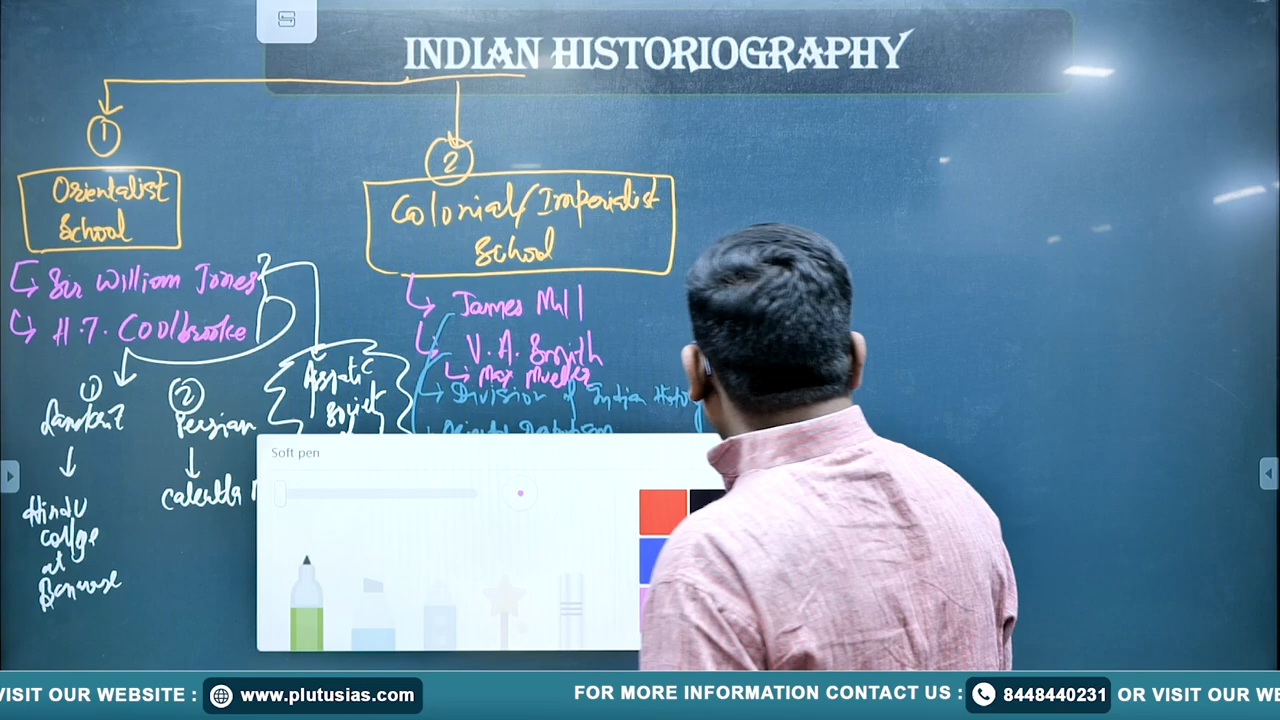 INDIAN HISTORIOGRAPHY
1
Orientalist
School
Sir William Jones
H.T. Coolbrooke
1
2
Persian
Calcutta
Hindu
College
at
Asiatic
Society
2
Colonial/Imperialist
School
James Mill
V.A. Smith
Max Mueller
Division of Indian History
Oriental Despotism
Soft pen
VISIT OUR WEBSITE : www.plutusias.com FOR MORE INFORMATION CONTACT US : 8448440231 OR VISIT OUR WE